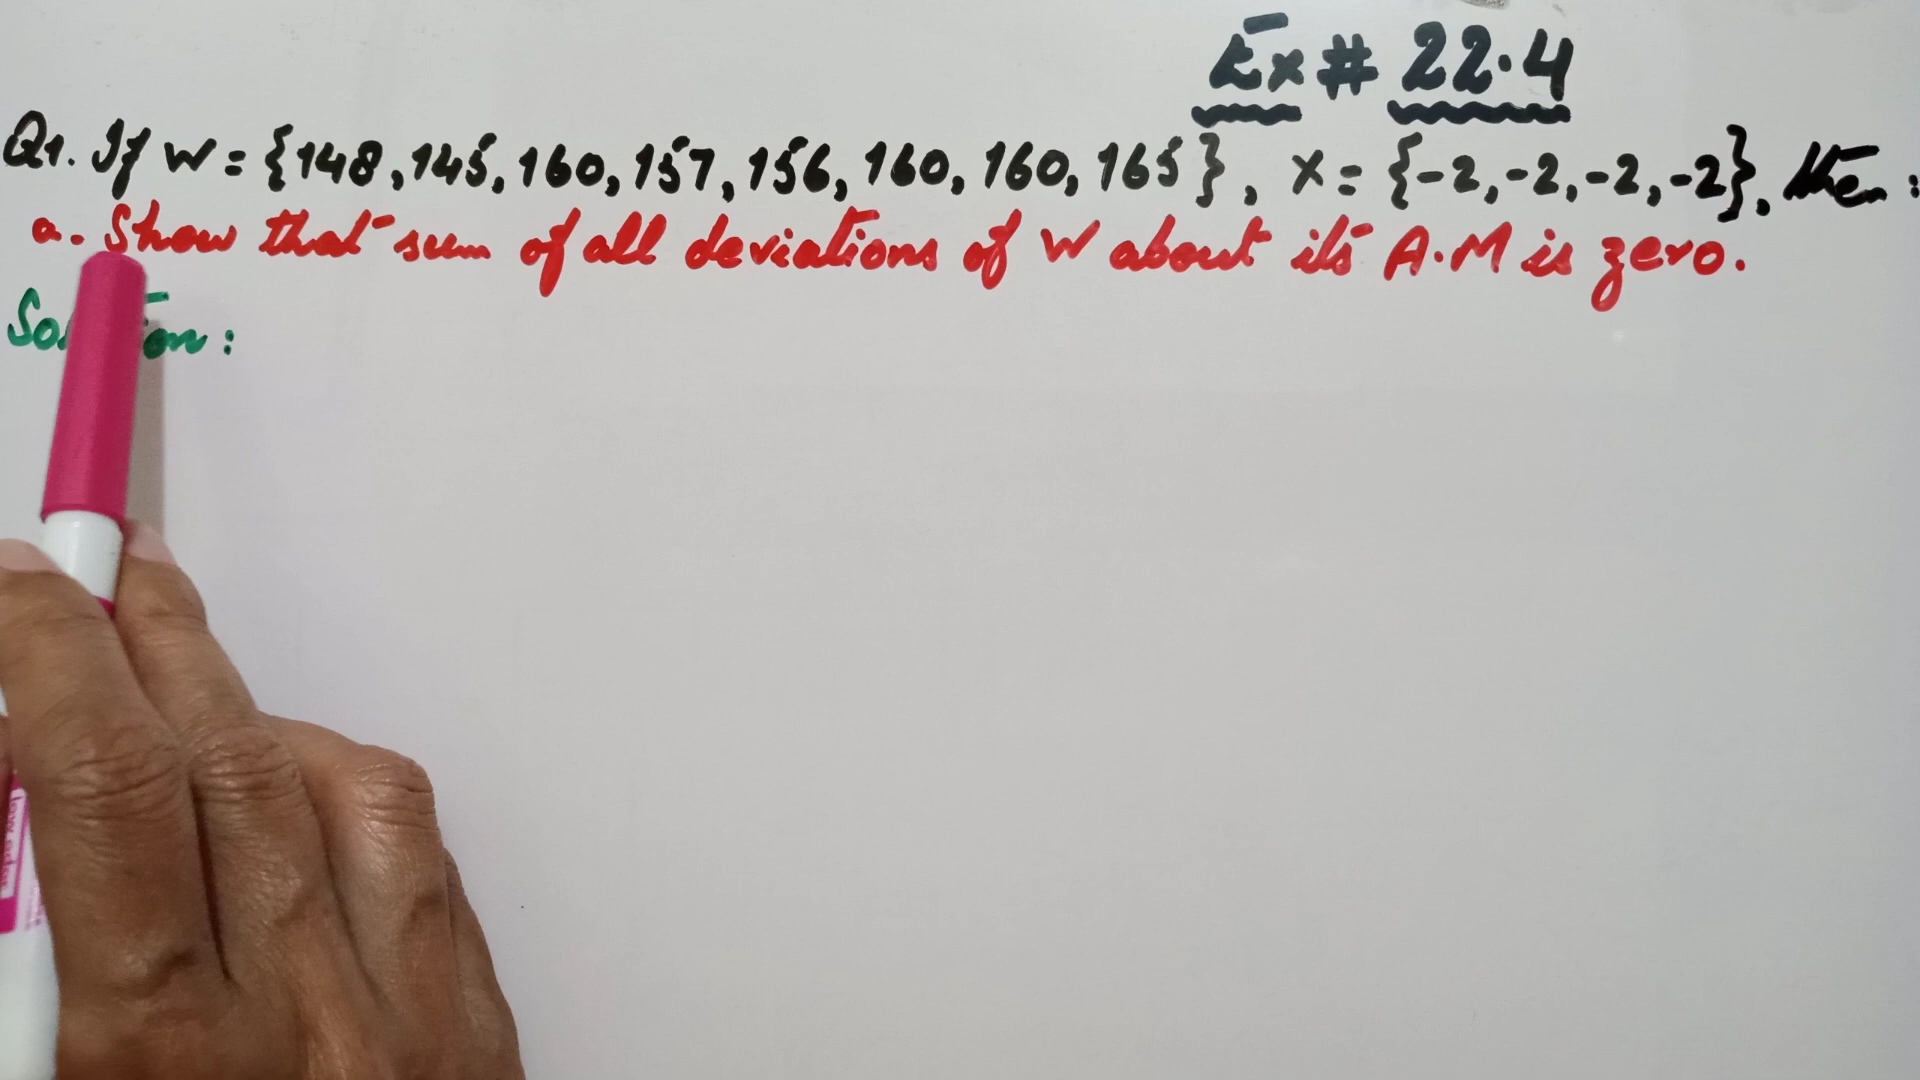 Ex # 22.4
Q1. If W = {148, 145, 160, 157, 156, 160, 160, 165}, X = {-2, -2, -2, -2}, then :
a. Show that sum of all deviations of W about its A.M is zero.
Solution :